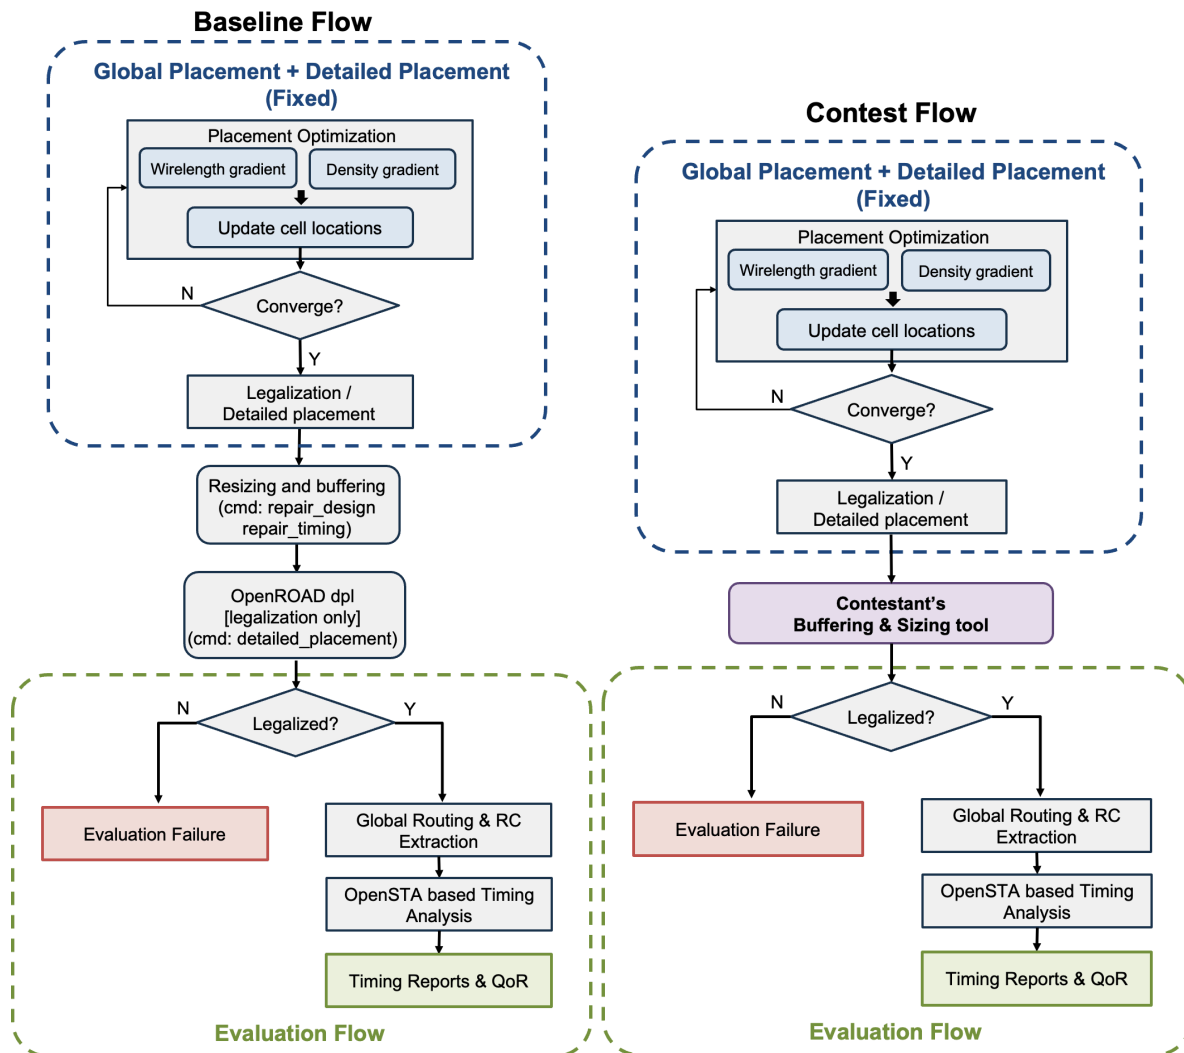 Baseline Flow
Global Placement + Detailed Placement
(Fixed)
Placement Optimization
Wirelength gradient
Density gradient
Update cell locations
N
Converge?
Y
Legalization /
Detailed placement
Resizing and buffering
(cmd: repair_design
repair_timing)
OpenROAD dpl
[legalization only]
(cmd: detailed_placement)
N
Legalized?
Y
Evaluation Failure
Global Routing & RC
Extraction
OpenSTA based Timing
Analysis
Timing Reports & QoR
Evaluation Flow
Contest Flow
Global Placement + Detailed Placement
(Fixed)
Placement Optimization
Wirelength gradient
Density gradient
Update cell locations
N
Converge?
Y
Legalization /
Detailed placement
Contestant's
Buffering & Sizing tool
N
Legalized?
Y
Evaluation Failure
Global Routing & RC
Extraction
OpenSTA based Timing
Analysis
Timing Reports & QoR
Evaluation Flow